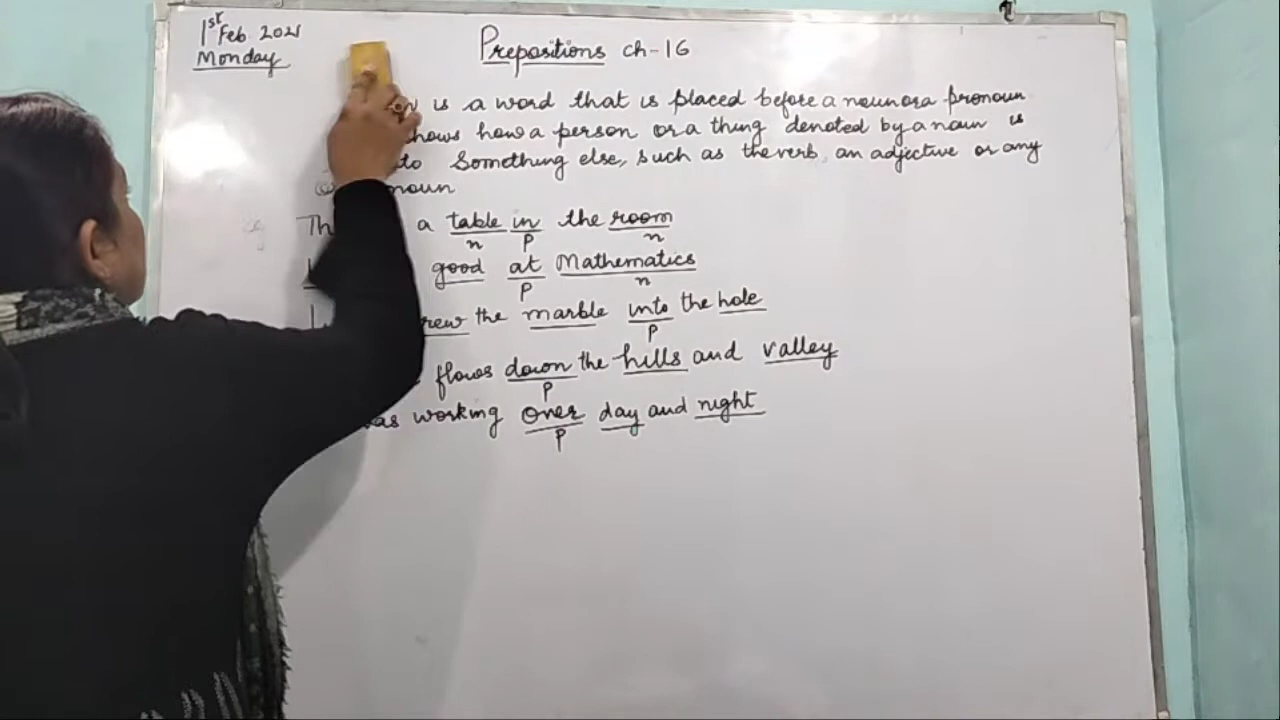 1st Feb 2021
Monday
Prepositions ch-16
is a word that is placed before a noun or a pronoun
how a person or a thing denoted by a noun is
to something else, such as the verb, an adjective or any
noun
a table in the room
n P n
good at Mathematics
P n
the marble into the hole
P
flows down the hills and valley
P
working over day and night
P